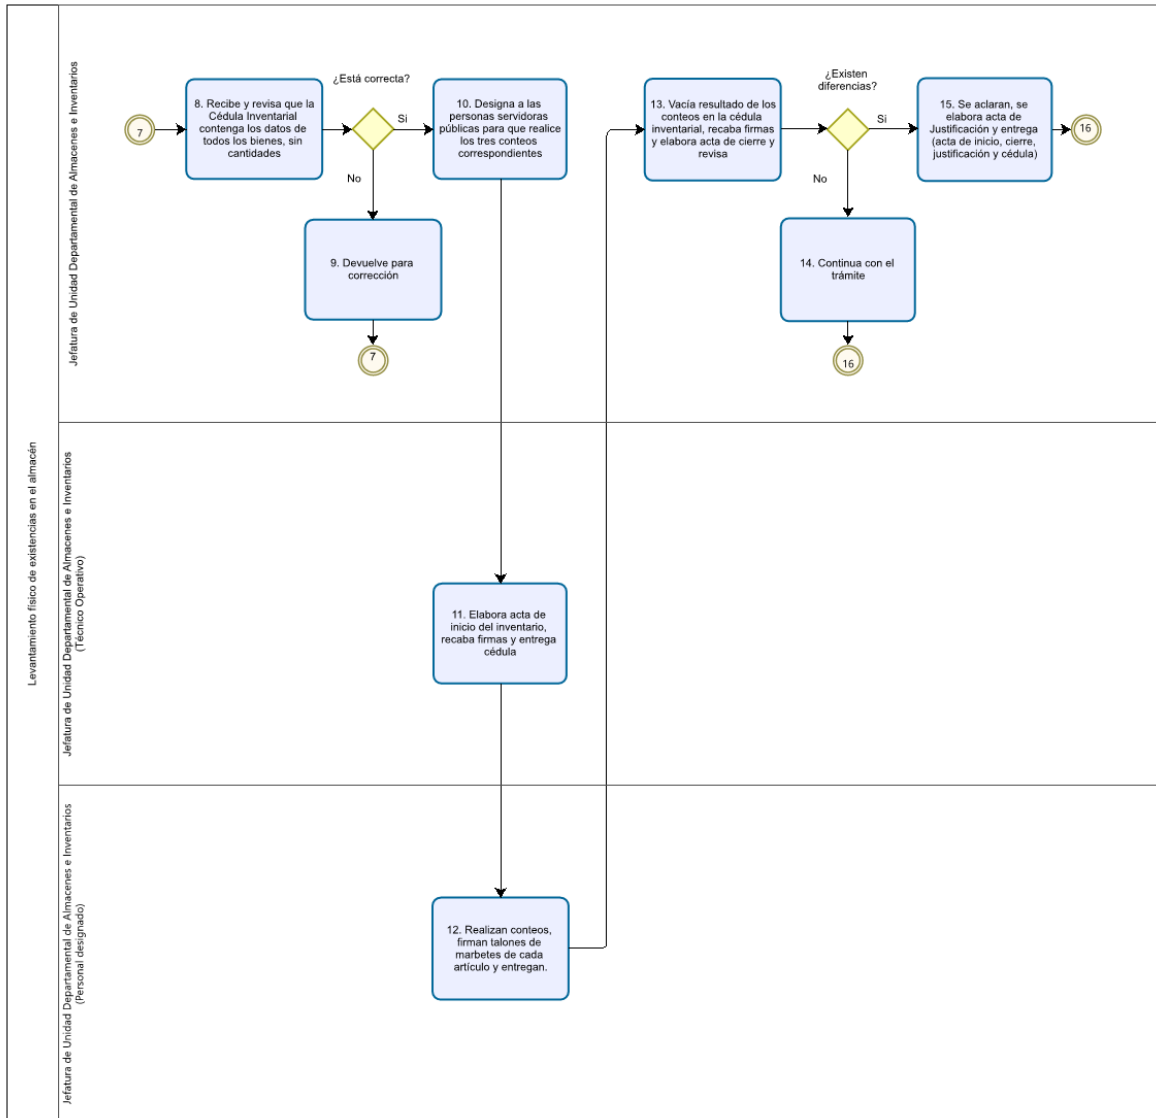 Levantamiento físico de existencias en el almacén
Jefatura de Unidad Departamental de Almacenes e Inventarios
7
8. Recibe y revisa que la
Cédula Inventarial
contenga los datos de
todos los bienes, sin
cantidades
¿Está correcta?
Si
No
9. Devuelve para
corrección
7
10. Designa a las
personas servidoras
públicas para que realice
los tres conteos
correspondientes
13. Vacía resultado de los
conteos en la cédula
inventarial, recaba firmas
y elabora acta de cierre y
revisa
¿Existen
diferencias?
Si
No
14. Continua con el
trámite
16
15. Se aclaran, se
elabora acta de
Justificación y entrega
(acta de inicio, cierre,
justificación y cédula)
16
Jefatura de Unidad Departamental de Almacenes e Inventarios
(Técnico Operativo)
11. Elabora acta de
inicio del inventario,
recaba firmas y entrega
cédula
Jefatura de Unidad Departamental de Almacenes e Inventarios
(Personal designado)
12. Realizan conteos,
firman talones de
marbetes de cada
artículo y entregan.